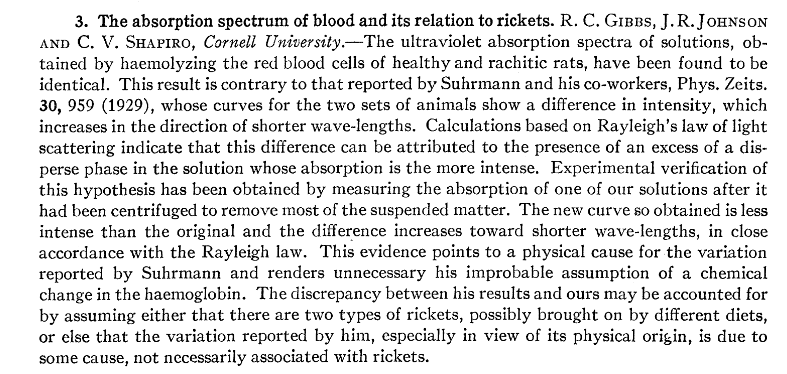 3. The absorption spectrum of blood and its relation to rickets. R. C. GIBBS, J. R. JOHNSON
AND C. V. SHAPIRO, Cornell University.—The ultraviolet absorption spectra of solutions, ob-
tained by haemolyzing the red blood cells of healthy and rachitic rats, have been found to be
identical. This result is contrary to that reported by Suhrmann and his co-workers, Phys. Zeits.
30, 959 (1929), whose curves for the two sets of animals show a difference in intensity, which
increases in the direction of shorter wave-lengths. Calculations based on Rayleigh's law of light
scattering indicate that this difference can be attributed to the presence of an excess of a dis-
perse phase in the solution whose absorption is the more intense. Experimental verification of
this hypothesis has been obtained by measuring the absorption of one of our solutions after it
had been centrifuged to remove most of the suspended matter. The new curve so obtained is less
intense than the original and the difference increases toward shorter wave-lengths, in close
accordance with the Rayleigh law. This evidence points to a physical cause for the variation
reported by Suhrmann and renders unnecessary his improbable assumption of a chemical
change in the haemoglobin. The discrepancy between his results and ours may be accounted for
by assuming either that there are two types of rickets, possibly brought on by different diets,
or else that the variation reported by him, especially in view of its physical origin, is due to
some cause, not necessarily associated with rickets.